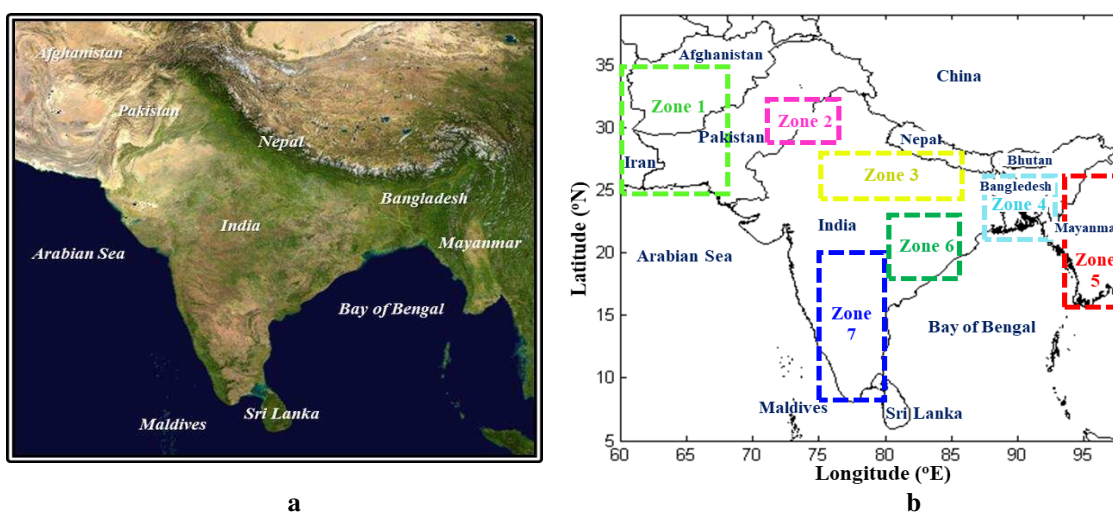 Afghanistan
Pakistan
Nepal
Bangladesh
India
Mayanmar
Arabian Sea
Bay of Bengal
Sri Lanka
Maldives
a
Latitude (ºN)
35
30
25
20
15
10
5
Afghanistan
China
Zone 1
Zone 2
Pakistan
Nepal
Iran
Bhutan
Zone 3
Bangledesh
Zone 4
India
Mayanmar
Zone 6
Arabian Sea
Zone
5
Zone
7
Bay of Bengal
Maldives
Sri Lanka
60
65
70
75
80
85
90
95
Longitude (ºE)
b